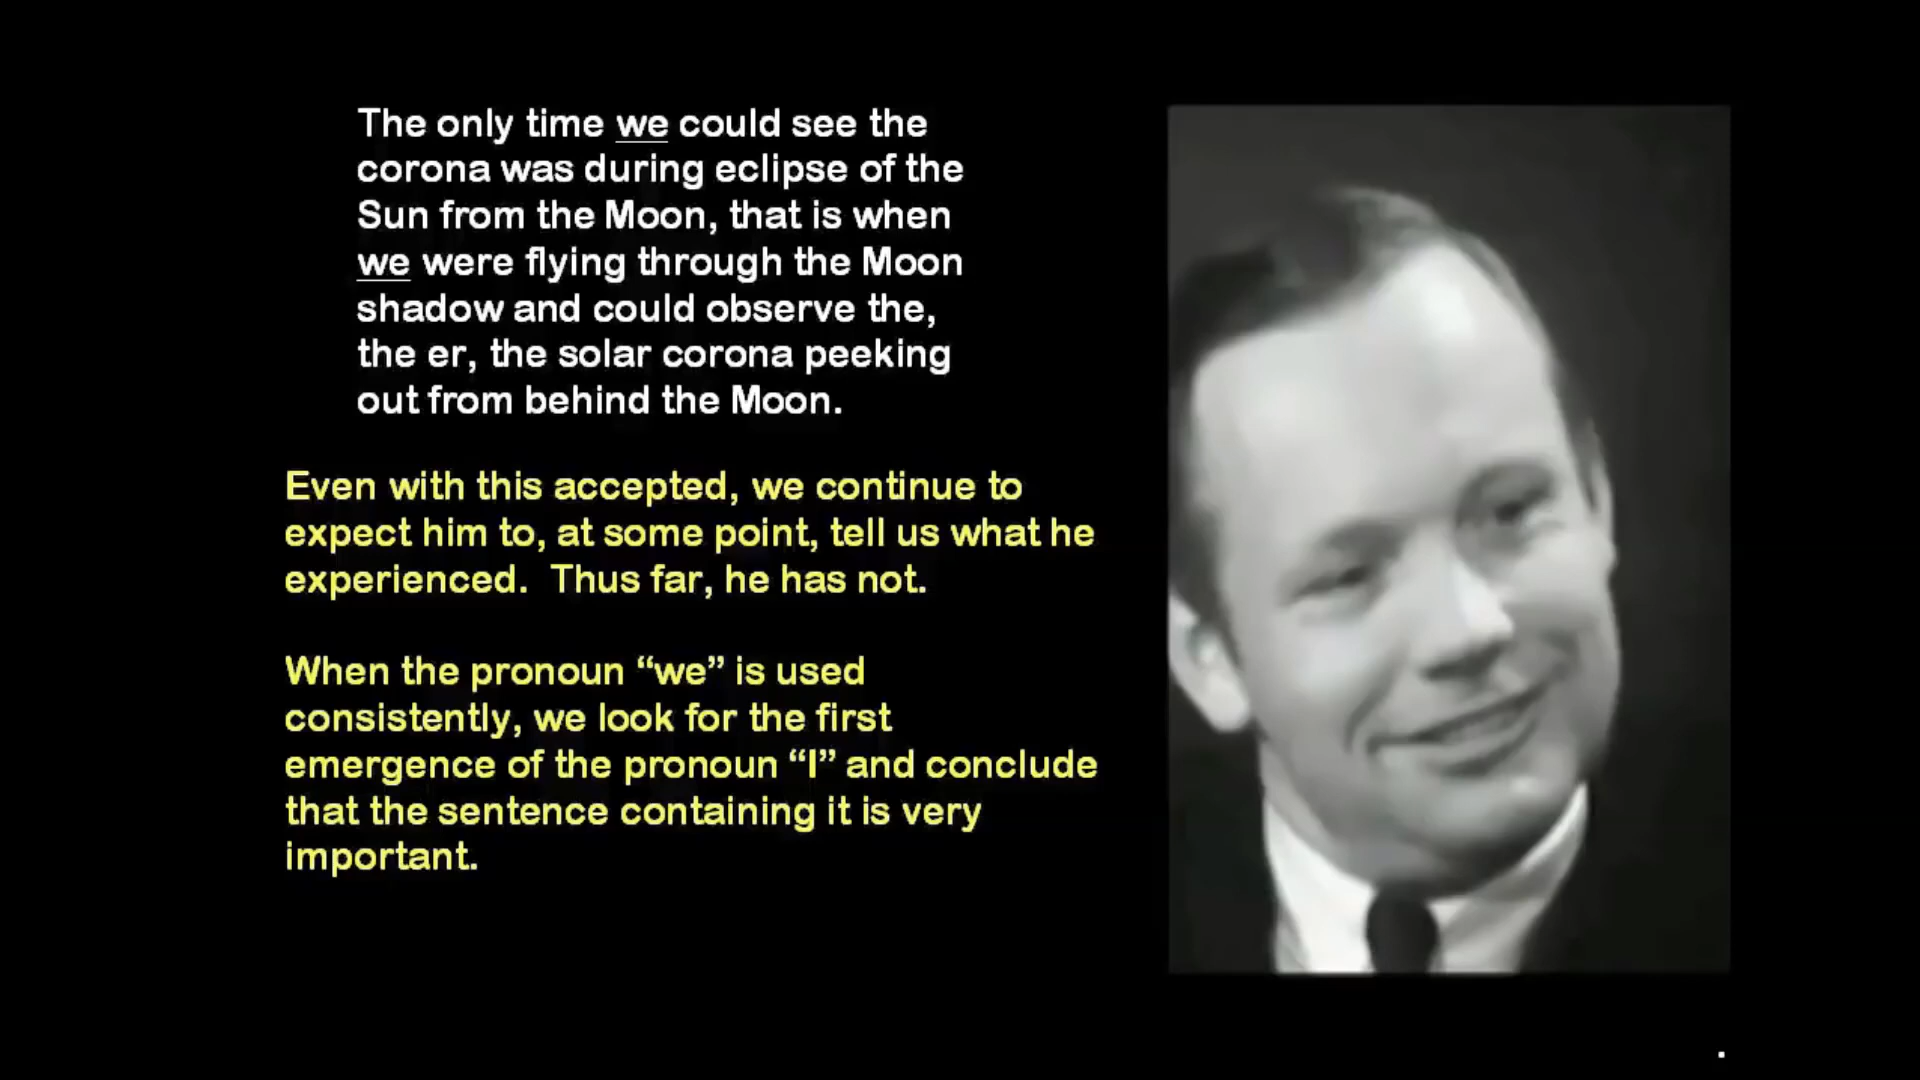 The only time we could see the
corona was during eclipse of the
Sun from the Moon, that is when
we were flying through the Moon
shadow and could observe the,
the er, the solar corona peeking
out from behind the Moon.
Even with this accepted, we continue to
expect him to, at some point, tell us what he
experienced.  Thus far, he has not.
When the pronoun “we” is used
consistently, we look for the first
emergence of the pronoun “I” and conclude
that the sentence containing it is very
important.